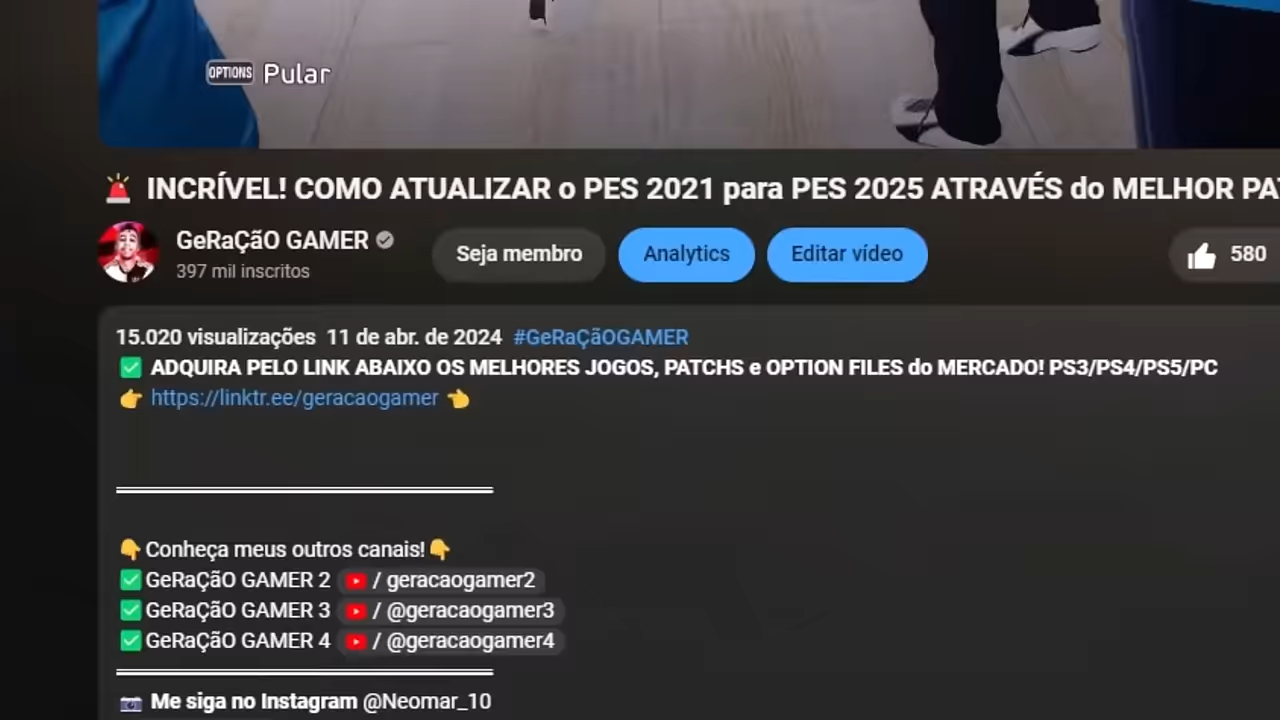 OPTIONS Pular
INCRÍVEL! COMO ATUALIZAR o PES 2021 para PES 2025 ATRAVÉS do MELHOR PA
GeRaÇãO GAMER
397 mil inscritos
Seja membro
Analytics
Editar vídeo
580
15.020 visualizações 11 de abr. de 2024 #GeRaÇãOGAMER
✅ ADQUIRA PELO LINK ABAIXO OS MELHORES JOGOS, PATCHS e OPTION FILES do MERCADO! PS3/PS4/PS5/PC
👉 https://linktr.ee/geracaogamer 👈
👇Conheça meus outros canais!👇
✅GeRaÇãO GAMER 2 / geracaogamer2
✅GeRaÇãO GAMER 3 / @geracaogamer3
✅GeRaÇãO GAMER 4 / @geracaogamer4
📷 Me siga no Instagram @Neomar_10